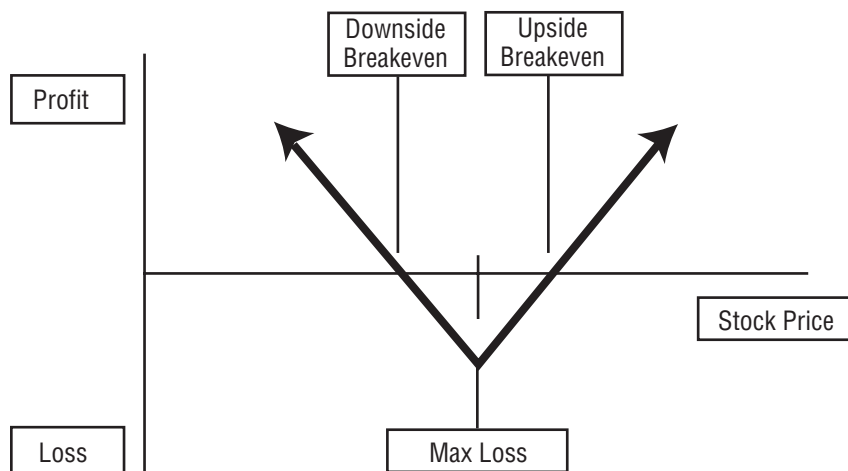 Downside
Breakeven
Upside
Breakeven
Profit
Stock Price
Loss
Max Loss